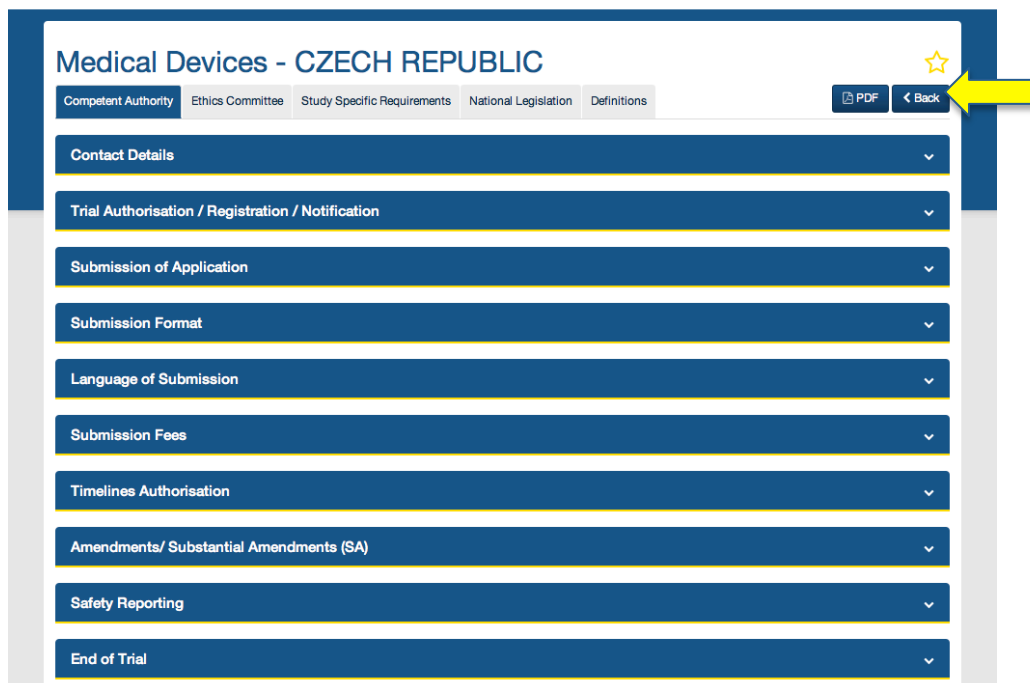 Medical Devices - CZECH REPUBLIC
Competent Authority Ethics Committee Study Specific Requirements National Legislation Definitions PDF Back
Contact Details
Trial Authorisation / Registration / Notification
Submission of Application
Submission Format
Language of Submission
Submission Fees
Timelines Authorisation
Amendments/ Substantial Amendments (SA)
Safety Reporting
End of Trial